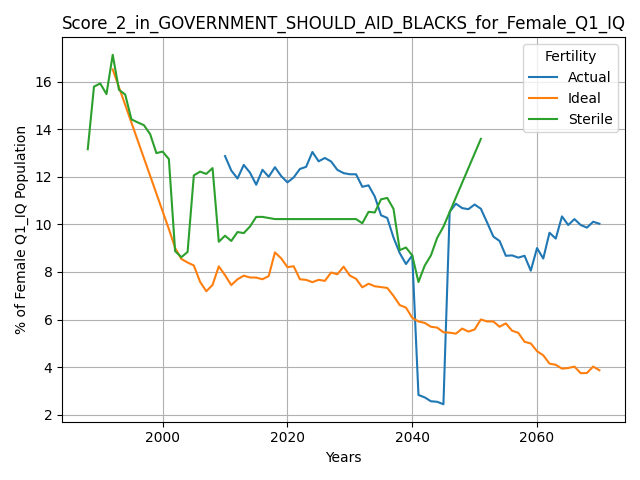 Score_2_in_GOVERNMENT_SHOULD_AID_BLACKS_for_Female_Q1_IQ
Fertility
Actual
Ideal
Sterile
% of Female Q1_IQ Population
16
14
12
10
8
6
4
2
2000
2020
2040
2060
Years